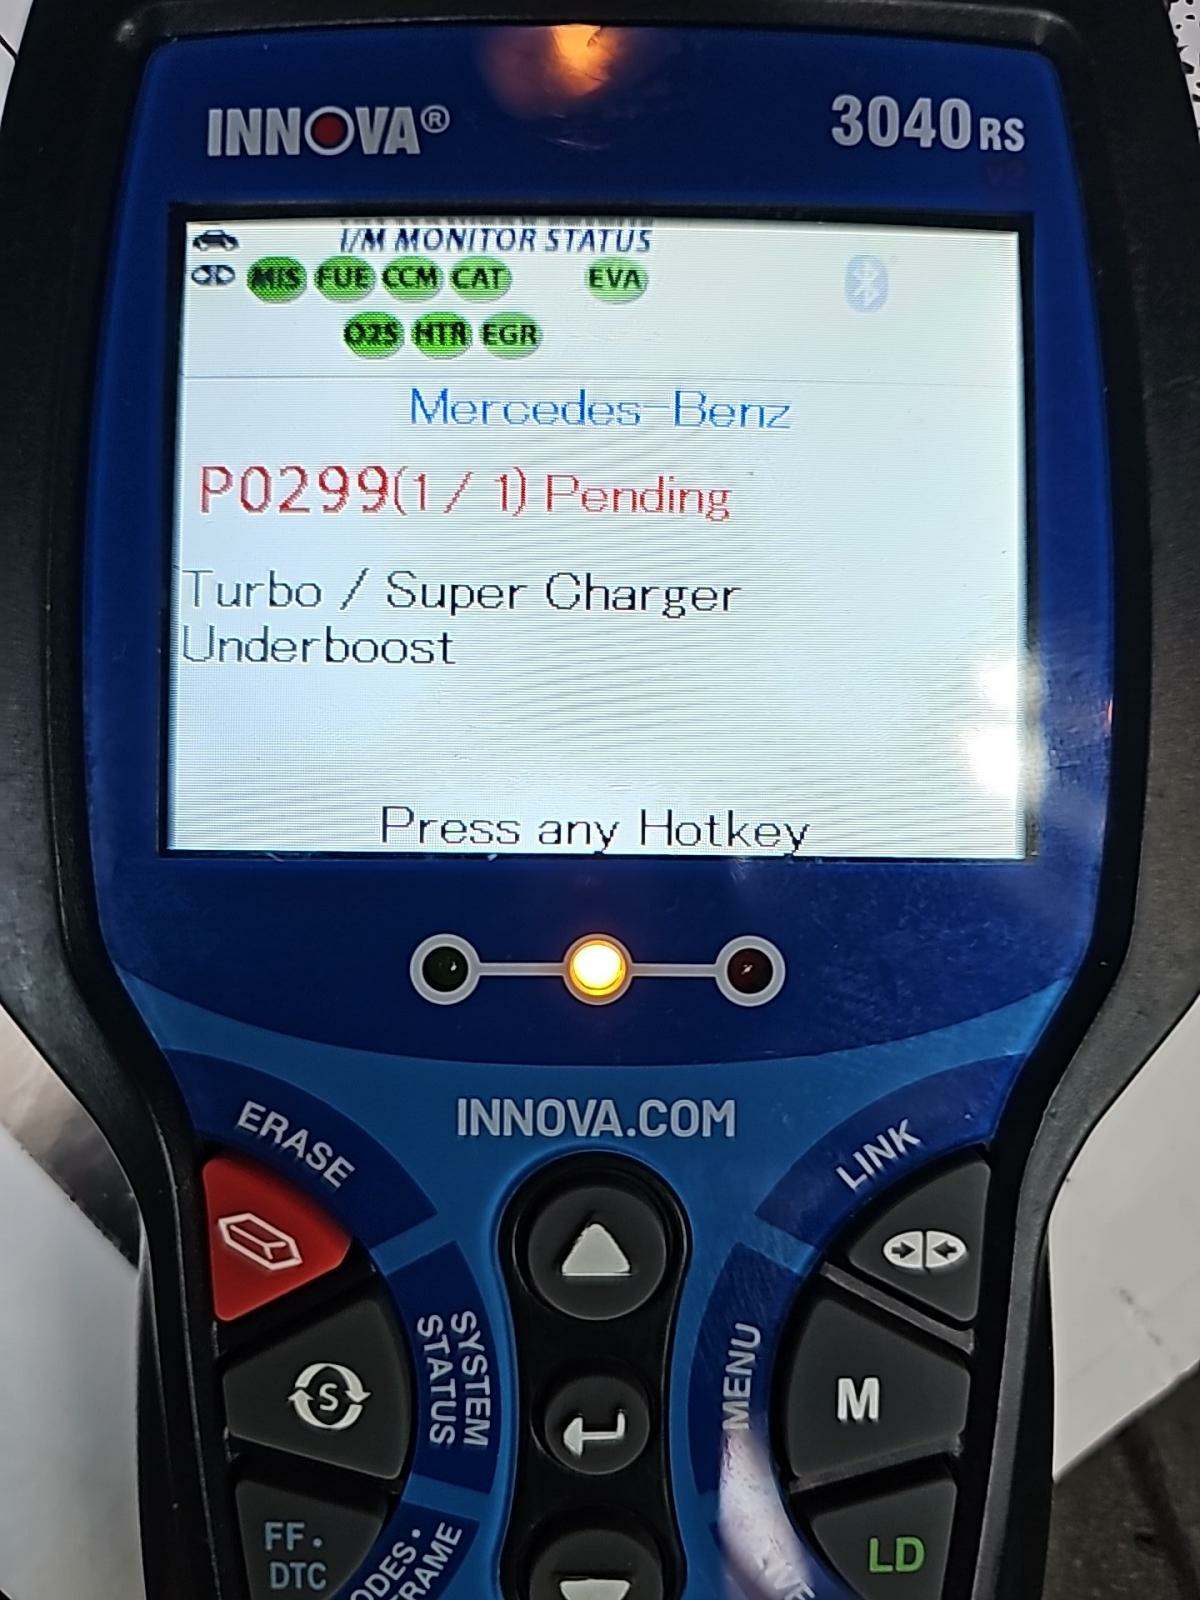 INNOVA® 3040RS
V2
I/M MONITOR STATUS
MIS FUE CCM CAT EVA
O2S HTR EGR
Mercedes-Benz
P0299(1 / 1) Pending
Turbo / Super Charger
Underboost
Press any Hotkey
INNOVA.COM
ERASE
LINK
S
SYSTEM
STATUS
MENU
M
FF.
DTC
LD